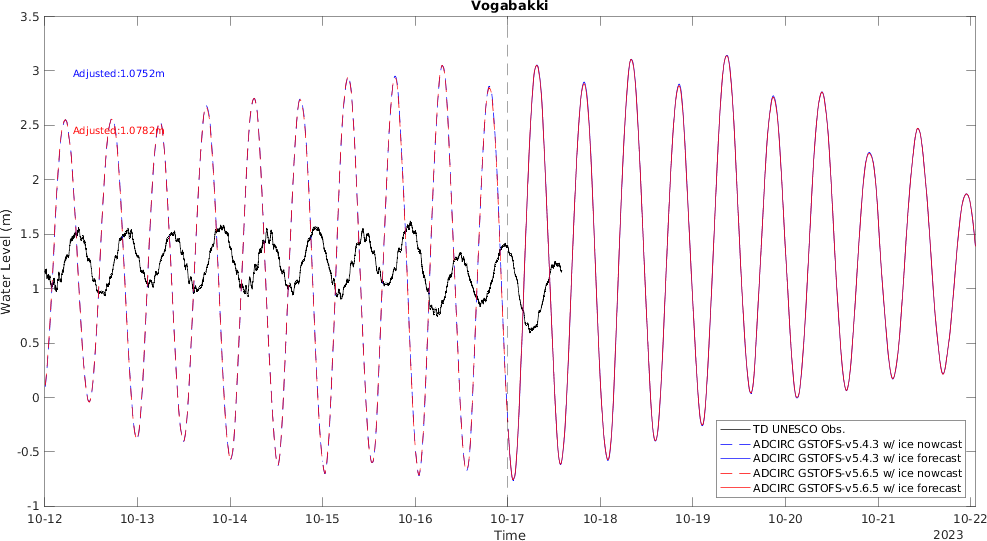 Vogabakki
3.5
3
2.5
2
1.5
1
0.5
0
-0.5
-1
Water Level (m)
Adjusted:1.0752m
Adjusted:1.0782m
TD UNESCO Obs.
ADCIRC GSTOFS-v5.4.3 w/ ice nowcast
ADCIRC GSTOFS-v5.4.3 w/ ice forecast
ADCIRC GSTOFS-v5.6.5 w/ ice nowcast
ADCIRC GSTOFS-v5.6.5 w/ ice forecast
10-12 10-13 10-14 10-15 10-16 10-17 10-18 10-19 10-20 10-21 10-22
Time
2023